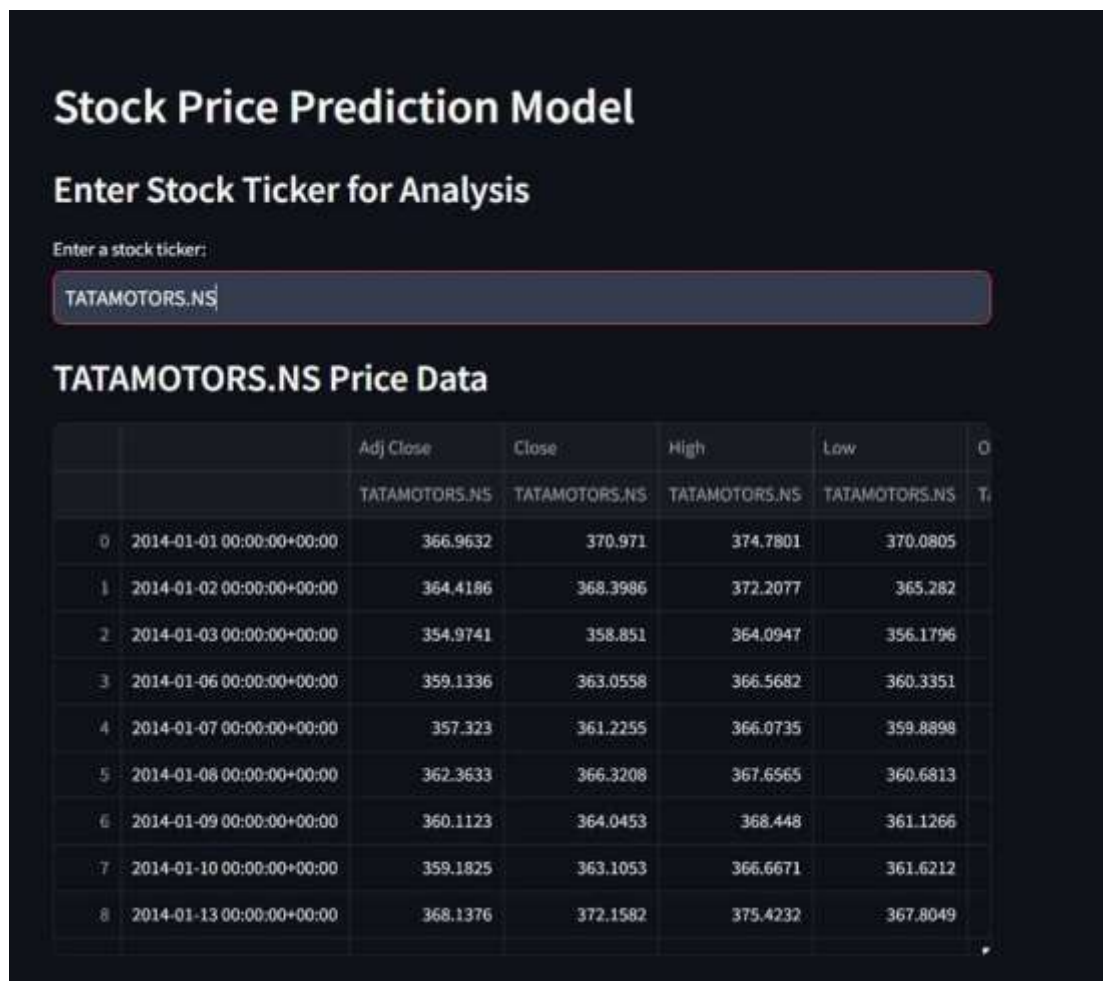 Stock Price Prediction Model
Enter Stock Ticker for Analysis
Enter a stock ticker:
TATAMOTORS.NS
TATAMOTORS.NS Price Data
Adj Close Close High Low O
TATAMOTORS.NS TATAMOTORS.NS TATAMOTORS.NS TATAMOTORS.NS T
0 2014-01-01 00:00:00+00:00 366.9632 370.971 374.7801 370.0805
1 2014-01-02 00:00:00+00:00 364.4186 368.3986 372.2077 365.282
2 2014-01-03 00:00:00+00:00 354.9741 358.851 364.0947 356.1796
3 2014-01-06 00:00:00+00:00 359.1336 363.0558 366.5682 360.3351
4 2014-01-07 00:00:00+00:00 357.323 361.2255 366.0735 359.8898
5 2014-01-08 00:00:00+00:00 362.3633 366.3208 367.6565 360.6813
6 2014-01-09 00:00:00+00:00 360.1123 364.0453 368.448 361.1266
7 2014-01-10 00:00:00+00:00 359.1825 363.1053 366.6671 361.6212
8 2014-01-13 00:00:00+00:00 368.1376 372.1582 375.4232 367.8049